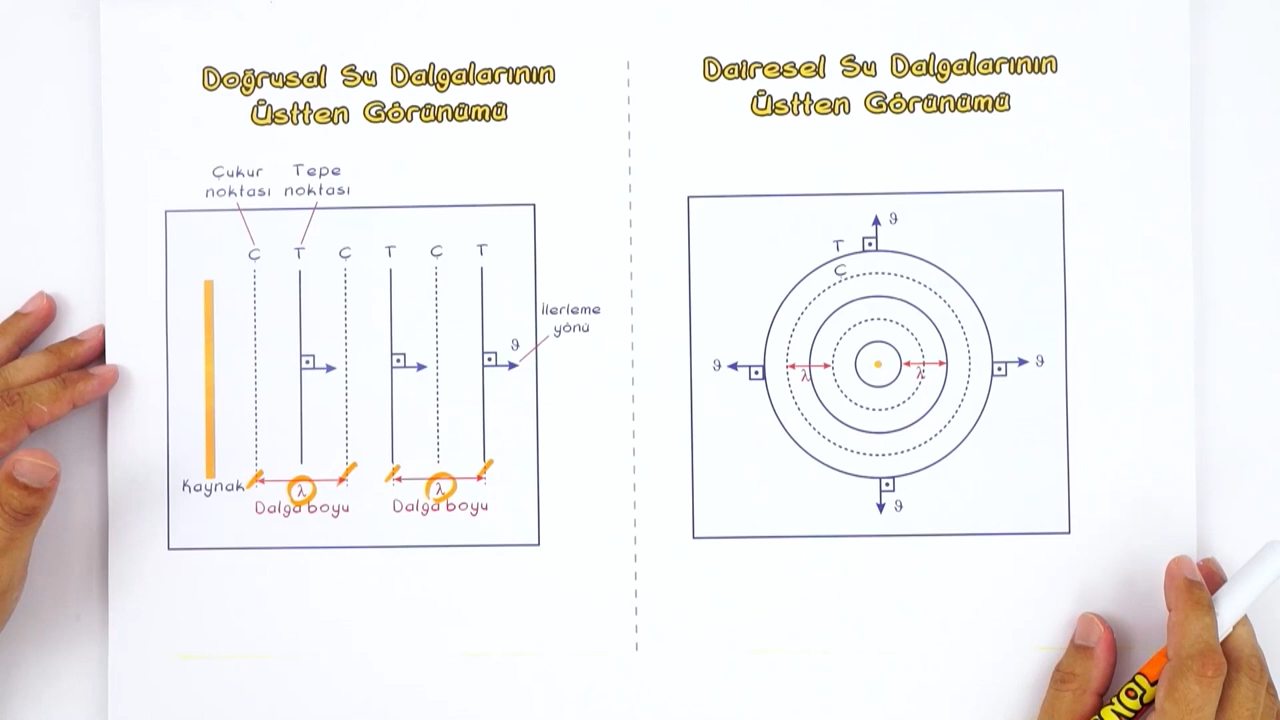 Doğrusal Su Dalgalarının
Üstten Görünümü
Çukur noktası
Tepe noktası
Ç T Ç T Ç T
İlerleme
yönü
ϑ
Kaynak
λ λ
Dalga boyu Dalga boyu
Dairesel Su Dalgalarının
Üstten Görünümü
ϑ
T
Ç
ϑ ϑ
λ λ
ϑ